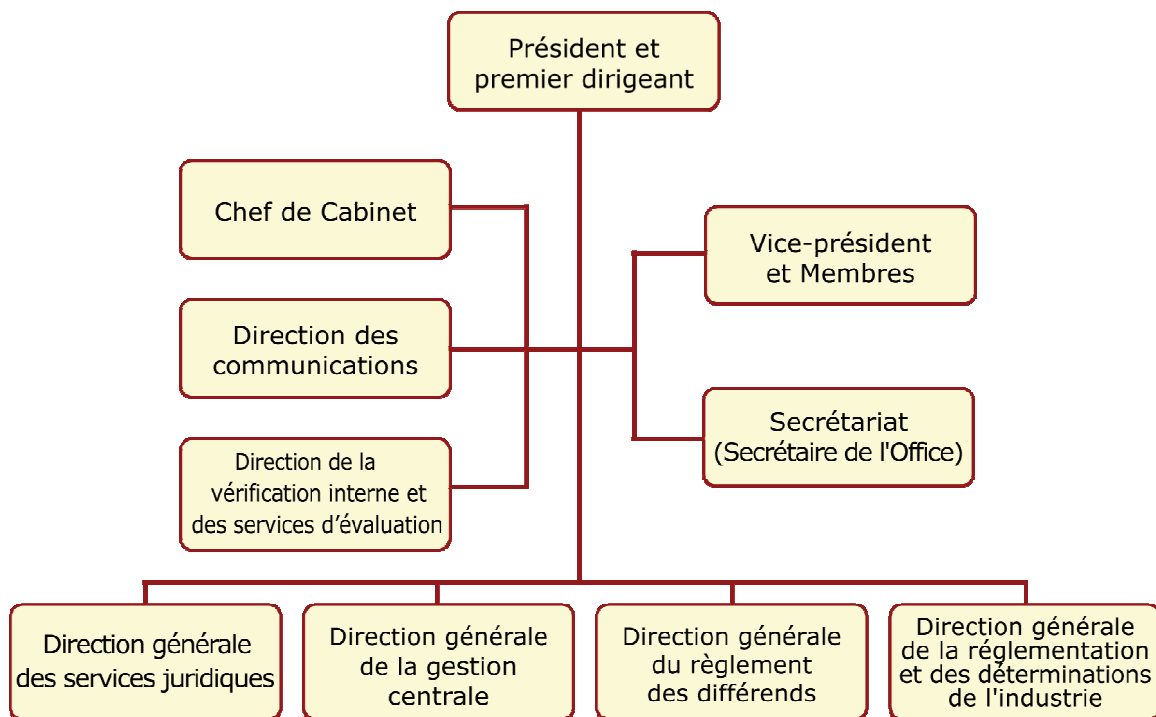 Président et
premier dirigeant
Chef de Cabinet
Vice-président
et Membres
Direction des
communications
Secrétariat
(Secrétaire de l'Office)
Direction de la
vérification interne et
des services d’évaluation
Direction générale
des services juridiques
Direction générale
de la gestion
centrale
Direction générale
du règlement
des différends
Direction générale
de la réglementation
et des déterminations
de l'industrie